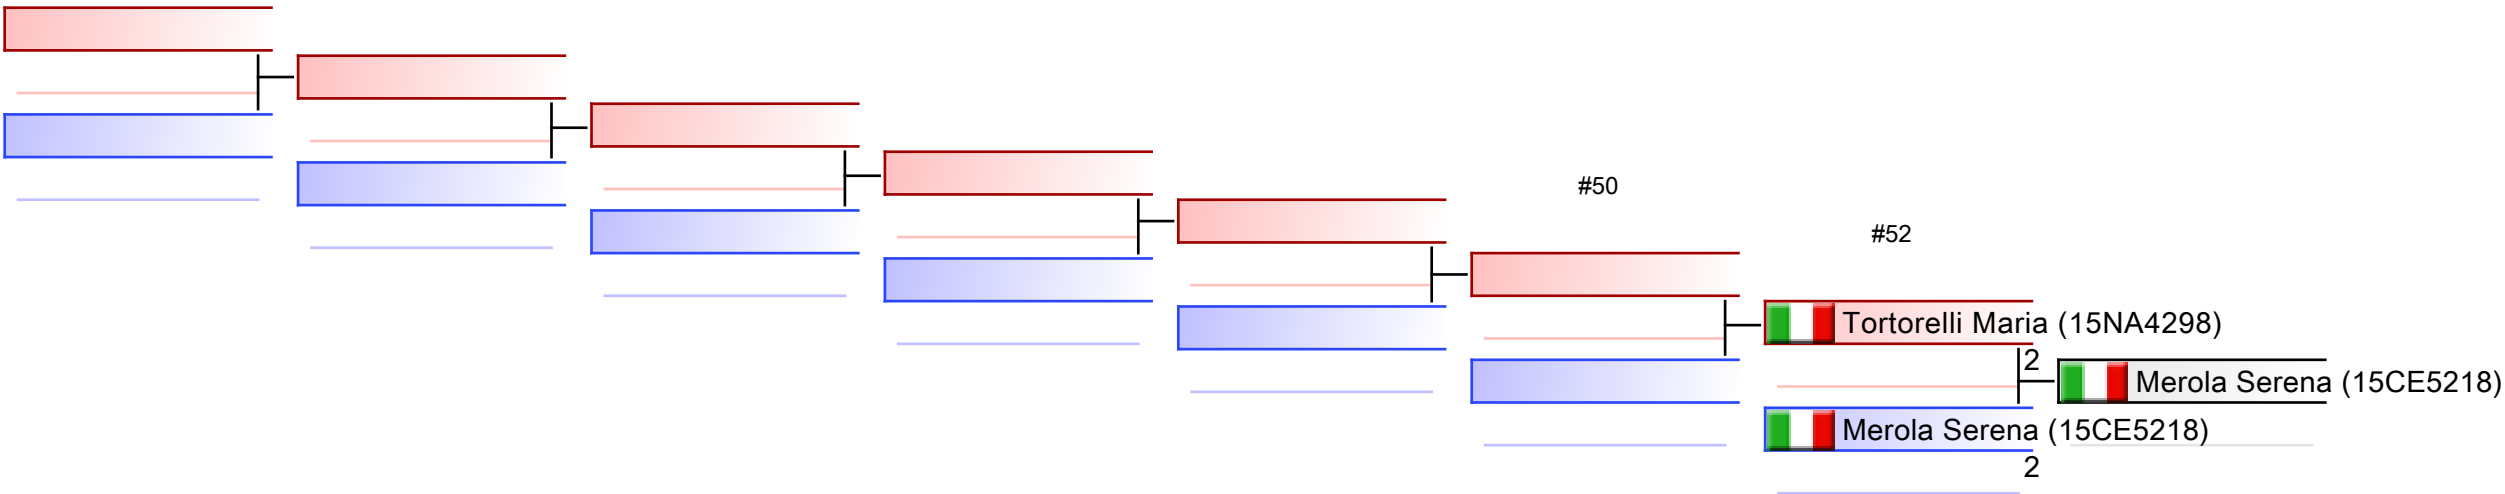 #50
#52
Tortorelli Maria (15NA4298)
2
Merola Serena (15CE5218)
Merola Serena (15CE5218)
2